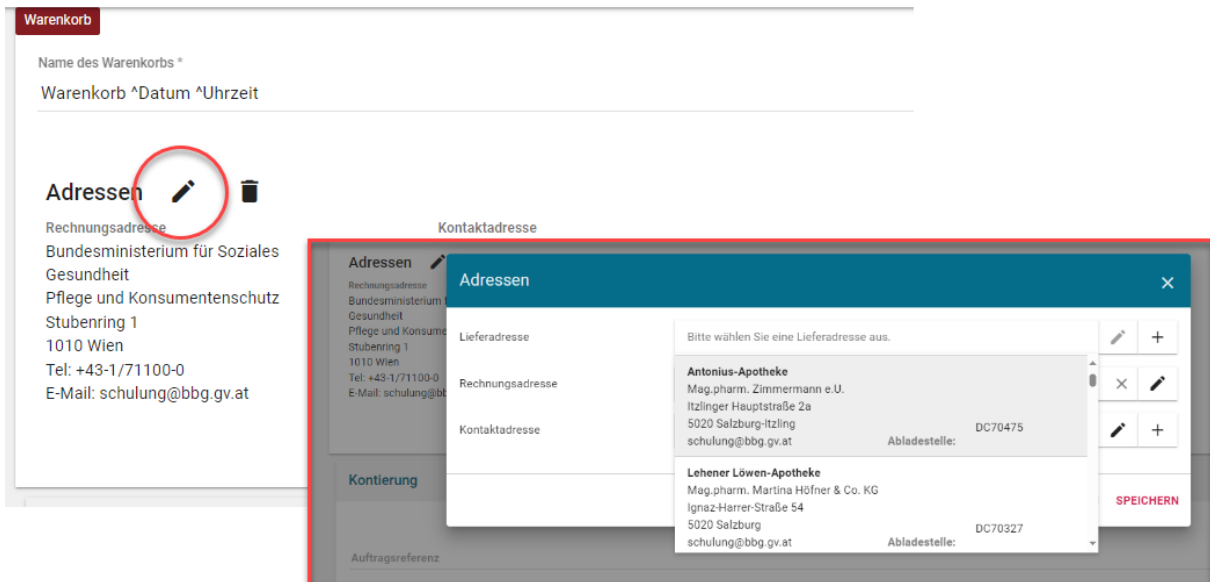 Warenkorb
Name des Warenkorbs *
Warenkorb ^Datum ^Uhrzeit
Adressen
Rechnungsadresse
Bundesministerium für Soziales
Gesundheit
Pflege und Konsumentenschutz
Stubenring 1
1010 Wien
Tel: +43-1/71100-0
E-Mail: schulung@bbg.gv.at
Kontaktadresse
Adressen
Rechnungsadresse
Bundesministerium
Gesundheit
Pflege und Konsume
Stubenring 1
1010 Wien
Tel: +43-1/71100-0
E-Mail: schulung@bb
Kontierung
Auftragsreferenz
Adressen
Lieferadresse
Bitte wählen Sie eine Lieferadresse aus.
Rechnungsadresse
Kontaktadresse
Antonius-Apotheke
Mag.pharm. Zimmermann e.U.
Itzlinger Hauptstraße 2a
5020 Salzburg-Itzling DC70475
schulung@bbg.gv.at Abladestelle:
Lehener Löwen-Apotheke
Mag.pharm. Martina Höfner & Co. KG
Ignaz-Harrer-Straße 54
5020 Salzburg DC70327
schulung@bbg.gv.at Abladestelle:
SPEICHERN